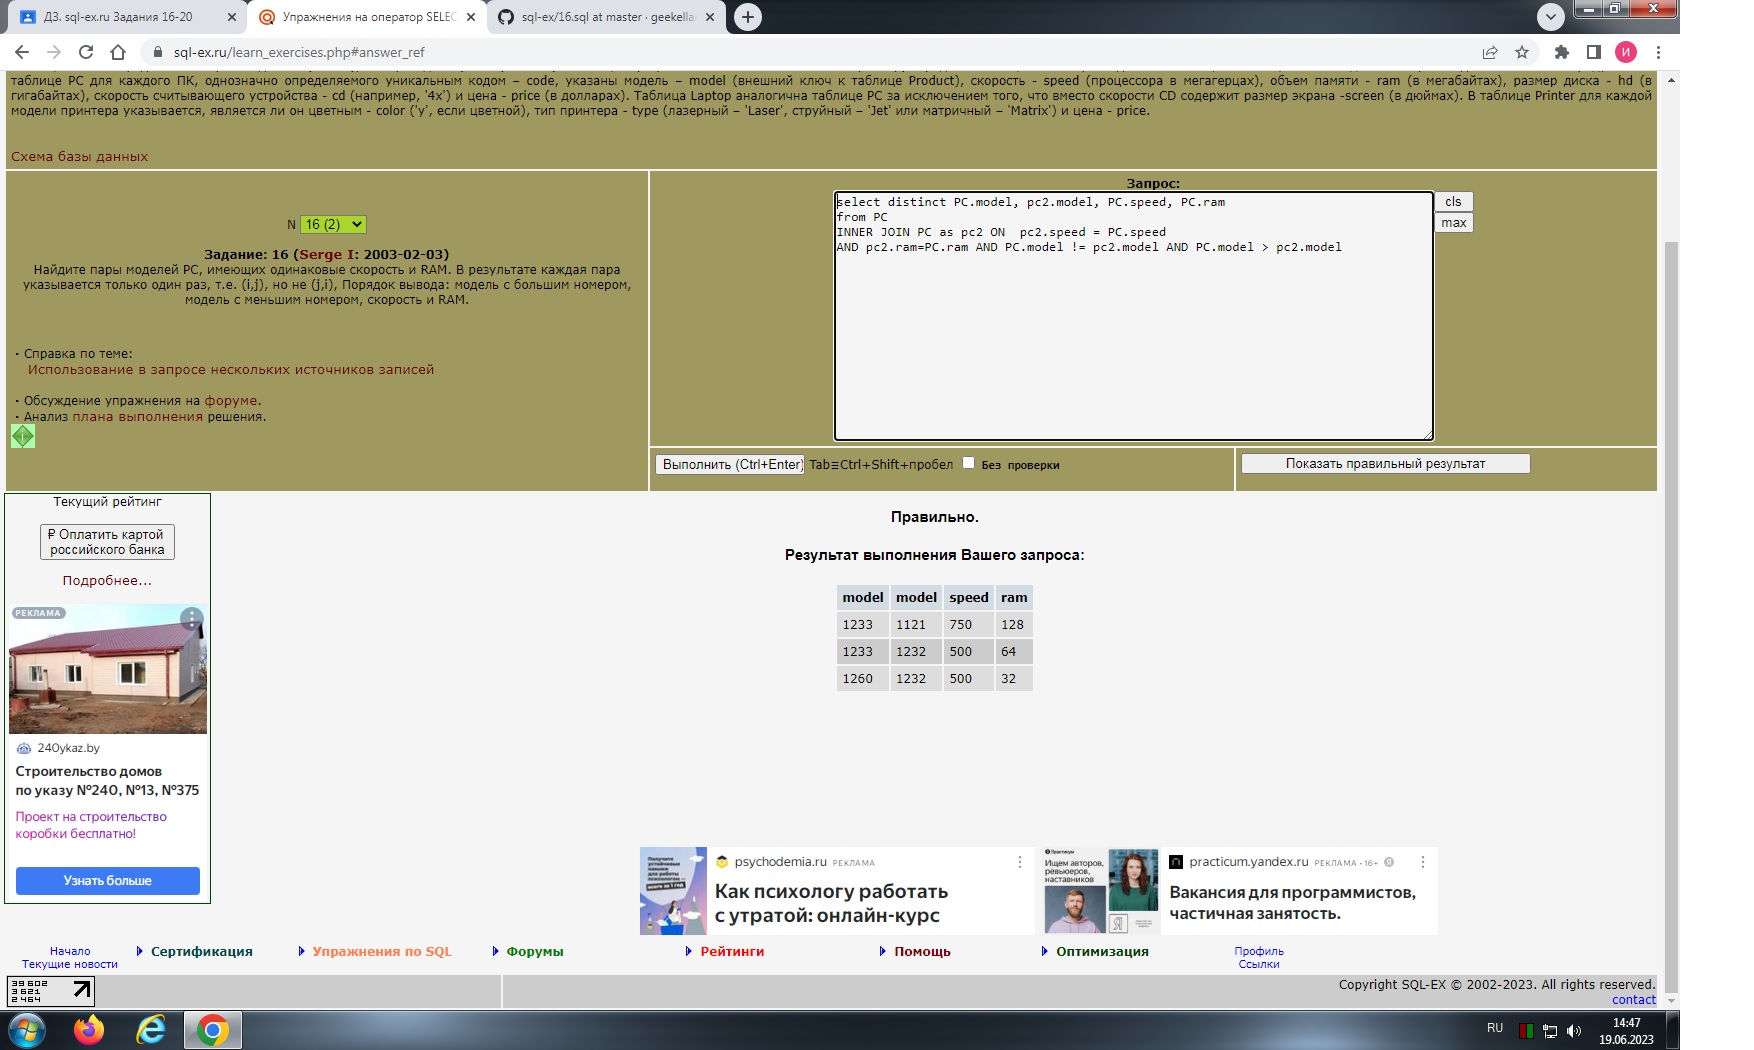 ДЗ. sql-ex.ru Задания 16-20
Упражнения на оператор SELEC
sql-ex/16.sql at master · geekella
sql-ex.ru/learn_exercises.php#answer_ref
И
таблице PC для каждого ПК, однозначно определяемого уникальным кодом – code, указаны модель – model (внешний ключ к таблице Product), скорость - speed (процессора в мегагерцах), объем памяти - ram (в мегабайтах), размер диска - hd (в
гигабайтах), скорость считывающего устройства - cd (например, '4x') и цена - price (в долларах). Таблица Laptop аналогична таблице РС за исключением того, что вместо скорости CD содержит размер экрана -screen (в дюймах). В таблице Printer для каждой
модели принтера указывается, является ли он цветным - color ('y', если цветной), тип принтера - type (лазерный – 'Laser', струйный – 'Jet' или матричный – 'Matrix') и цена - price.
Схема базы данных
N 16 (2)
Задание: 16 (Serge I: 2003-02-03)
Найдите пары моделей PC, имеющих одинаковые скорость и RAM. В результате каждая пара
указывается только один раз, т.е. (i,j), но не (j,i), Порядок вывода: модель с большим номером,
модель с меньшим номером, скорость и RAM.
· Справка по теме:
Использование в запросе нескольких источников записей
· Обсуждение упражнения на форуме.
· Анализ плана выполнения решения.
Запрос:
select distinct PC.model, pc2.model, PC.speed, PC.ram
from PC
INNER JOIN PC as pc2 ON  pc2.speed = PC.speed
AND pc2.ram=PC.ram AND PC.model != pc2.model AND PC.model > pc2.model
cls
max
Выполнить (Ctrl+Enter) Tab≡Ctrl+Shift+пробел Без проверки
Показать правильный результат
Текущий рейтинг
₽ Оплатить картой
российского банка
Подробнее...
РЕКЛАМА
240ykaz.by
Строительство домов
по указу №240, №13, №375
Проект на строительство
коробки бесплатно!
Узнать больше
Правильно.
Результат выполнения Вашего запроса:
model model speed ram
1233 1121 750 128
1233 1232 500 64
1260 1232 500 32
Получите
устойчивые
навыки
для работы
психологом —
всего за 1 год
psychodemia.ru РЕКЛАМА
Как психологу работать
с утратой: онлайн-курс
Практикум
Ищем авторов,
ревьюеров,
наставников
Я
practicum.yandex.ru РЕКЛАМА · 16+
Вакансия для программистов,
частичная занятость.
Начало
Текущие новости
Сертификация
Упражнения по SQL
Форумы
Рейтинги
Помощь
Оптимизация
Профиль
Ссылки
39 602
3 621
2 464
Copyright SQL-EX © 2002-2023. All rights reserved.
contact
RU
14:47
19.06.2023